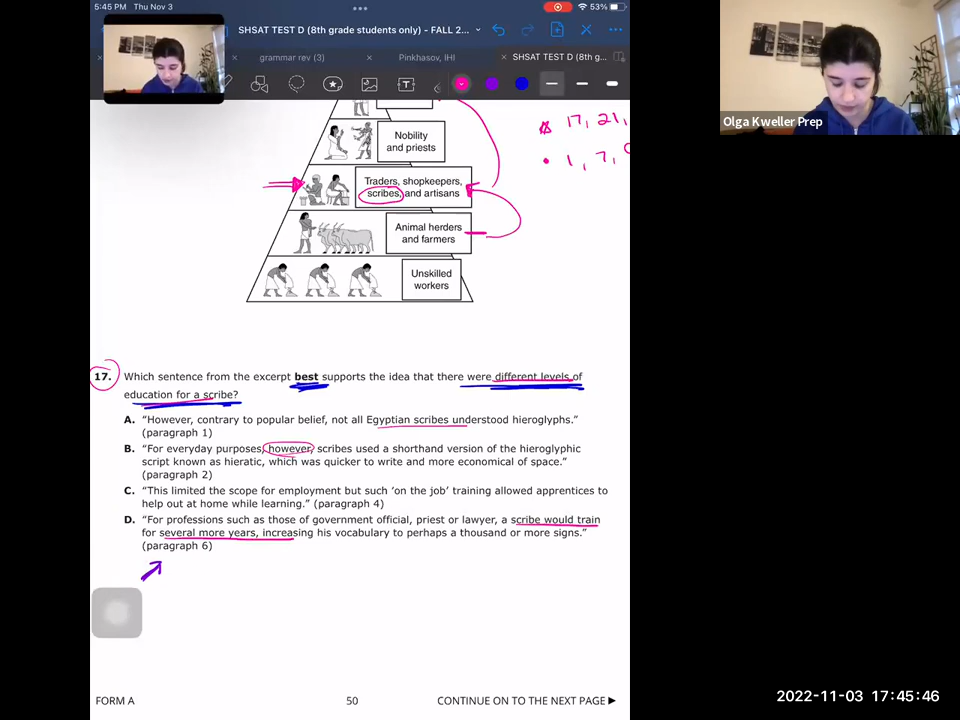 5:45 PM Thu Nov 3
53%
SHSAT TEST D (8th grade students only) – FALL 2...
grammar rev (3)
Pinkhasov, IHI
SHSAT TEST D (8th g...
Olga Kweller Prep
17, 21,
1, 7,
Nobility
and priests
Traders, shopkeepers,
scribes, and artisans
Animal herders
and farmers
Unskilled
workers
17. Which sentence from the excerpt best supports the idea that there were different levels of
education for a scribe?
A. “However, contrary to popular belief, not all Egyptian scribes understood hieroglyphs.”
(paragraph 1)
B. “For everyday purposes, however, scribes used a shorthand version of the hieroglyphic
script known as hieratic, which was quicker to write and more economical of space.”
(paragraph 2)
C. “This limited the scope for employment but such ‘on the job’ training allowed apprentices to
help out at home while learning.” (paragraph 4)
D. “For professions such as those of government official, priest or lawyer, a scribe would train
for several more years, increasing his vocabulary to perhaps a thousand or more signs.”
(paragraph 6)
FORM A
50
CONTINUE ON TO THE NEXT PAGE ▶
2022-11-03 17:45:46